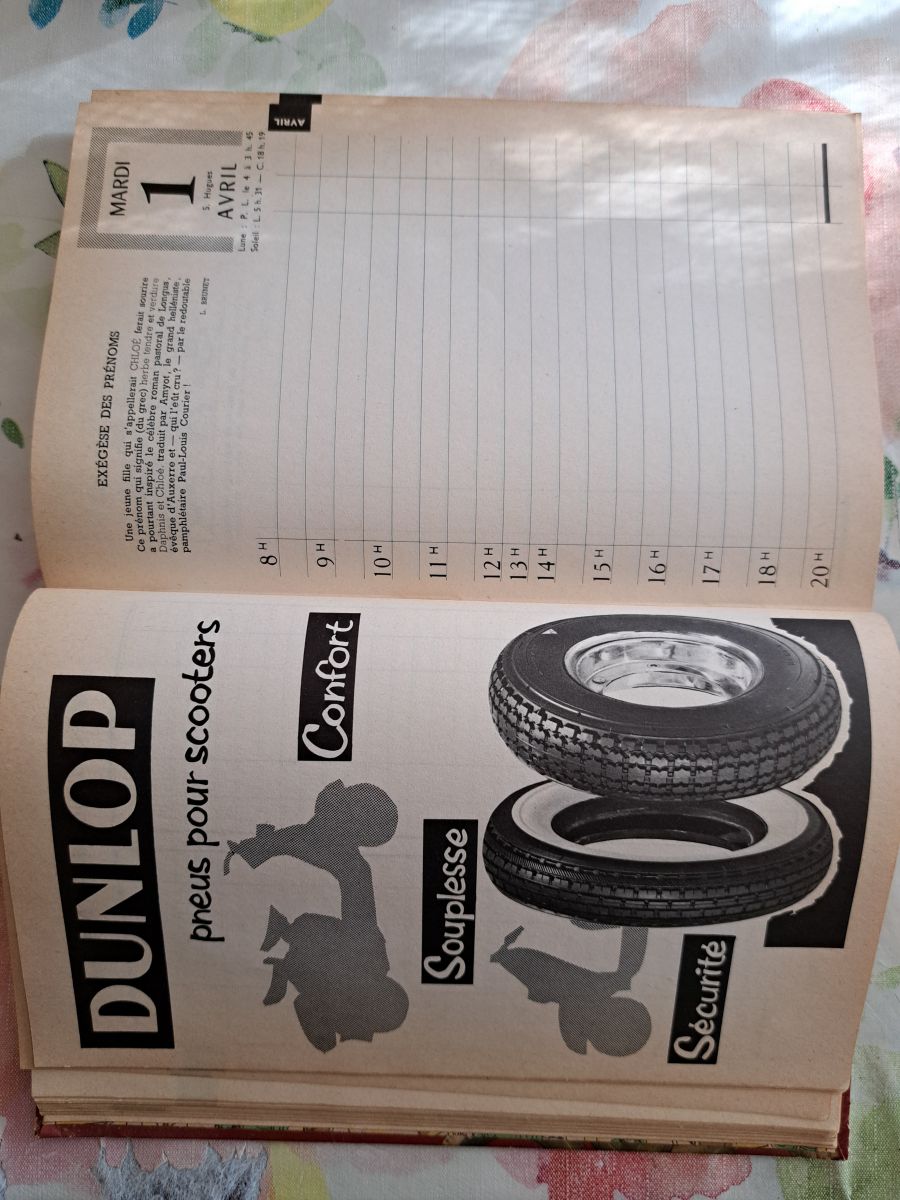 DUNLOP
pneus pour scooters
Confort
Souplesse
Sécurité
EXÉGÈSE DES PRÉNOMS
Une jeune fille qui s'appellerait CHLOÉ ferait sourire
Ce prénom qui signifie (du grec) herbe tendre et verdure
a pourtant inspiré le célèbre roman pastoral de Longus,
Daphnis et Chloé, traduit par Amyot, le grand helléniste,
évêque d'Auxerre et — qui l'eût cru ? — par le redoutable
pamphlétaire Paul-Louis Courier !
L. BRUNET
MARDI
1
S. Hugues
AVRIL
Lune : P. L. le 4 à 3 h. 45
Soleil : L. 5 h. 31 — C. 18 h. 19
AVRIL
8 H
9 H
10 H
11 H
12 H
13 H
14 H
15 H
16 H
17 H
18 H
20 H